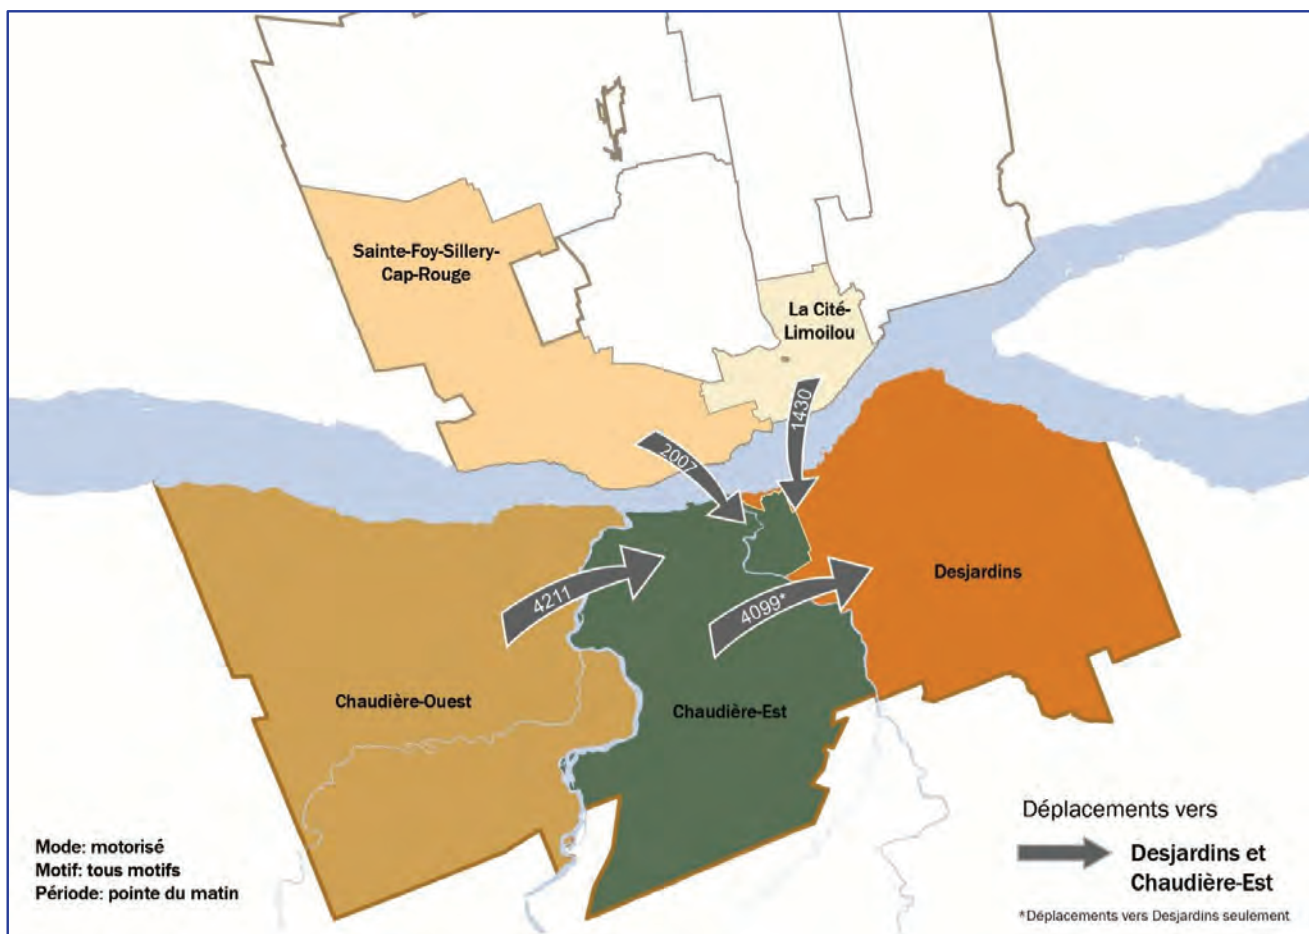 Sainte-Foy-Sillery-
Cap-Rouge
La Cité-
Limoilou
1430
2007
Desjardins
4211
4099*
Chaudière-Ouest
Chaudière-Est
Déplacements vers
Desjardins et
Chaudière-Est
*Déplacements vers Desjardins seulement
Mode: motorisé
Motif: tous motifs
Période: pointe du matin